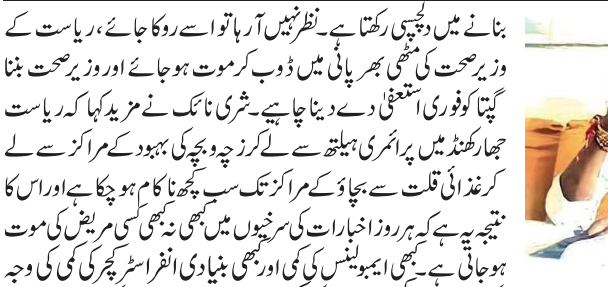 بنانے میں دلچسپی رکھتا ہے۔ نظر نہیں آ رہا تو اسے روکا جائے، ریاست کے
وزیر صحت کی مٹھی بھر پانی میں ڈوب کر موت ہو جائے اور وزیر صحت بننا
گپتا کو فوری استعفیٰ دے دینا چاہیے۔ شری نائک نے مزید کہا کہ ریاست
جھارکھنڈ میں پرائمری ہیلتھ سے لے کر زچہ و بچہ کی بہبود کے مراکز سے لے
کر غذائی قلت سے بچاؤ کے مراکز تک سب کچھ ناکام ہو چکا ہے اور اس کا
نتیجہ یہ ہے کہ ہر روز اخبارات کی سرخیوں میں کبھی نہ کبھی کسی مریض کی موت
ہو جاتی ہے۔ کبھی ایمبولینس کی کمی اور کبھی بنیادی انفراسٹرکچر کی کمی کی وجہ